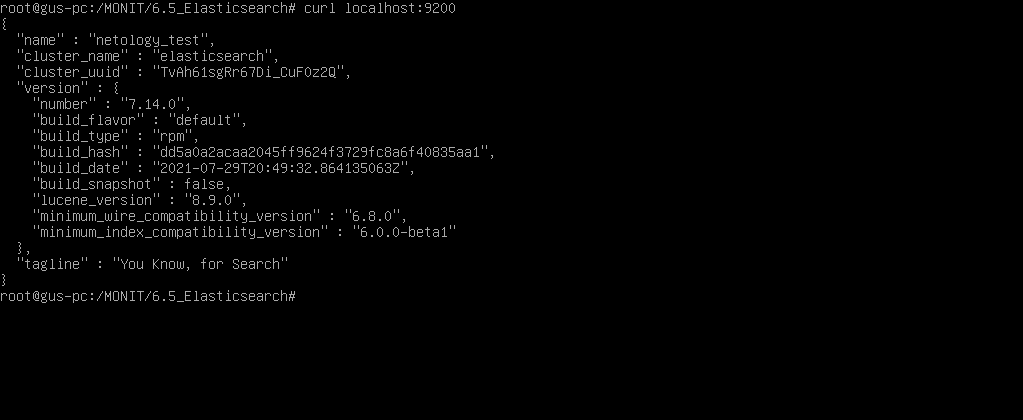 root@gus-pc:/MONIT/6.5_Elasticsearch# curl localhost:9200
{
  "name" : "netology_test",
  "cluster_name" : "elasticsearch",
  "cluster_uuid" : "TvAh61sgRr67Di_CuF0z2Q",
  "version" : {
    "number" : "7.14.0",
    "build_flavor" : "default",
    "build_type" : "rpm",
    "build_hash" : "dd5a0a2acaa2045ff9624f3729fc8a6f40835aa1",
    "build_date" : "2021-07-29T20:49:32.864135063Z",
    "build_snapshot" : false,
    "lucene_version" : "8.9.0",
    "minimum_wire_compatibility_version" : "6.8.0",
    "minimum_index_compatibility_version" : "6.0.0-beta1"
  },
  "tagline" : "You Know, for Search"
}
root@gus-pc:/MONIT/6.5_Elasticsearch#